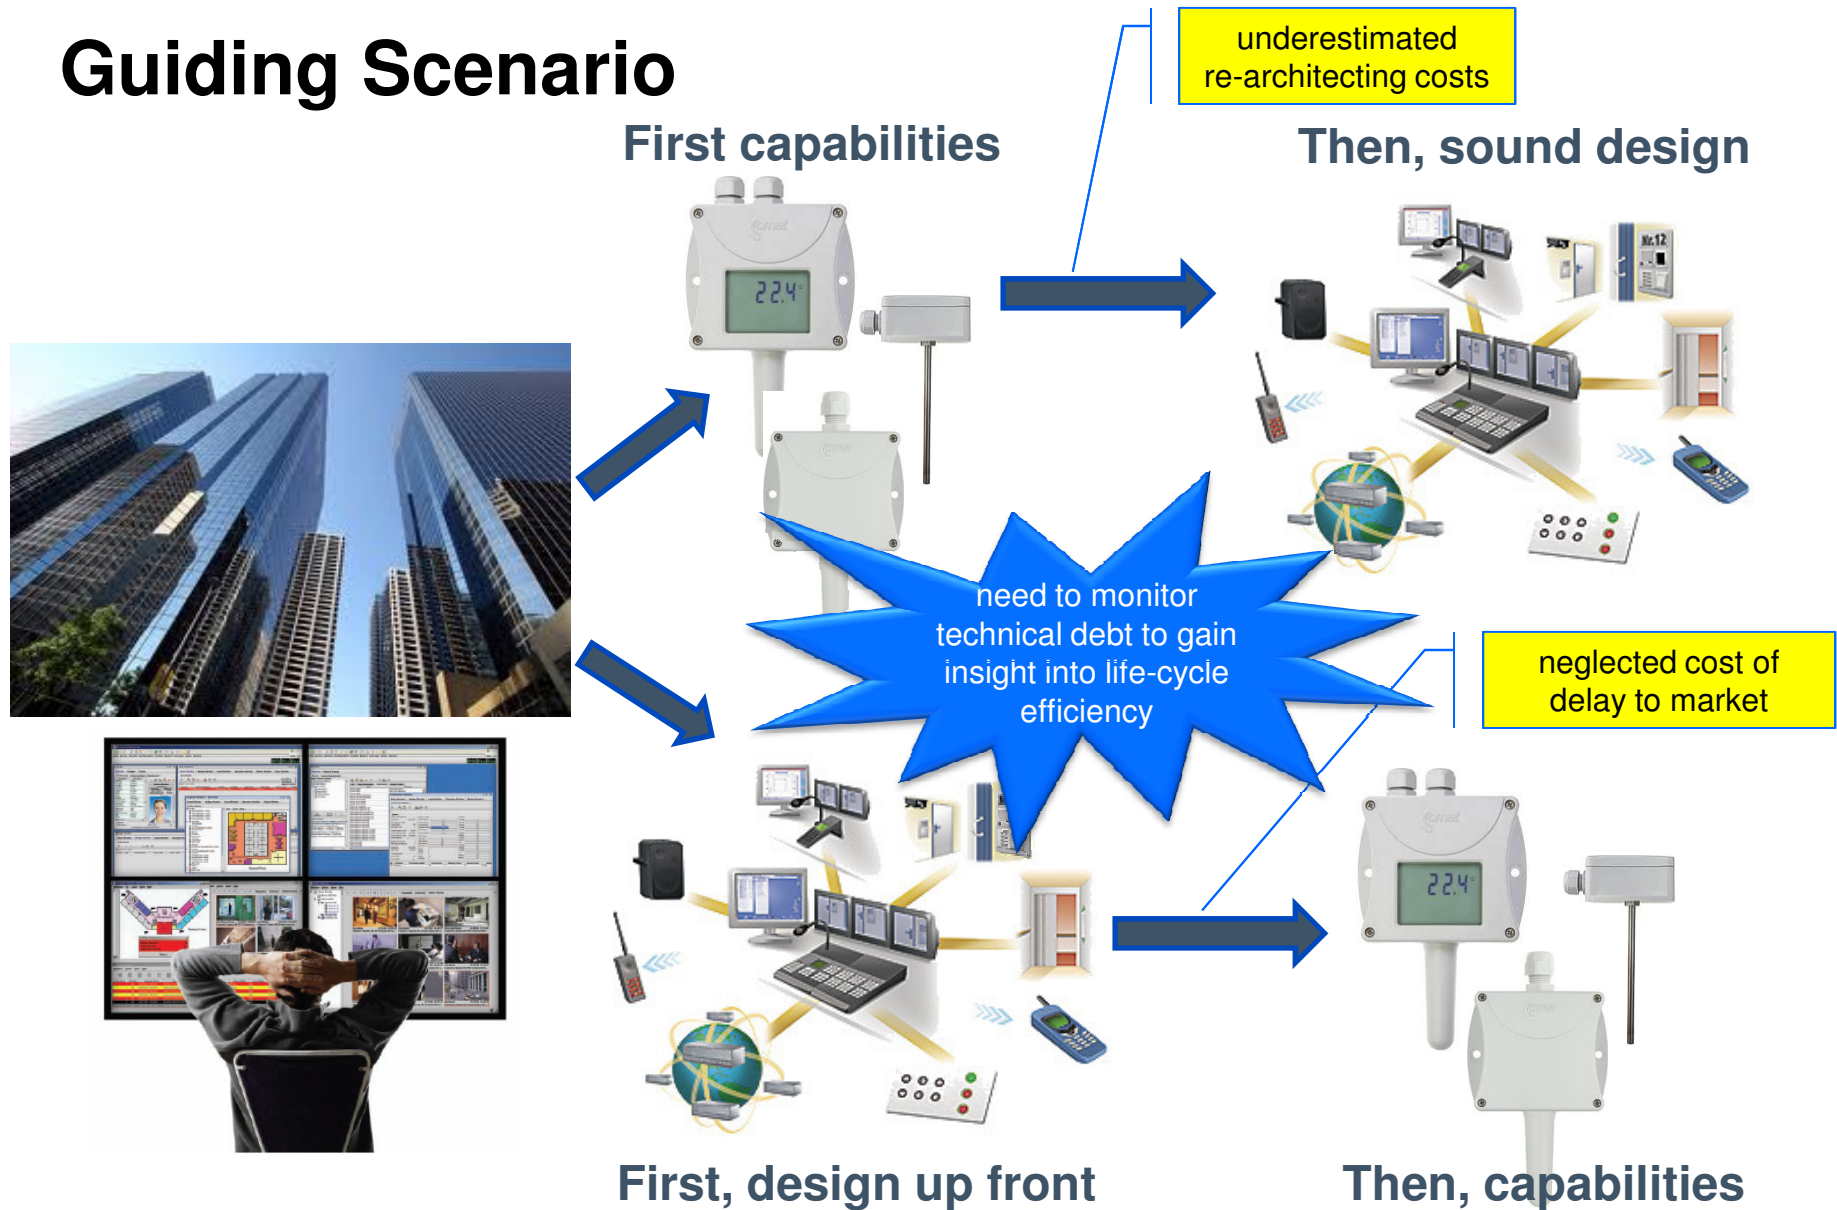 Guiding Scenario
underestimated
re-architecting costs
First capabilities
Then, sound design
22.4
Nr.12
need to monitor
technical debt to gain
insight into life-cycle
efficiency
neglected cost of
delay to market
22.4
First, design up front
Then, capabilities